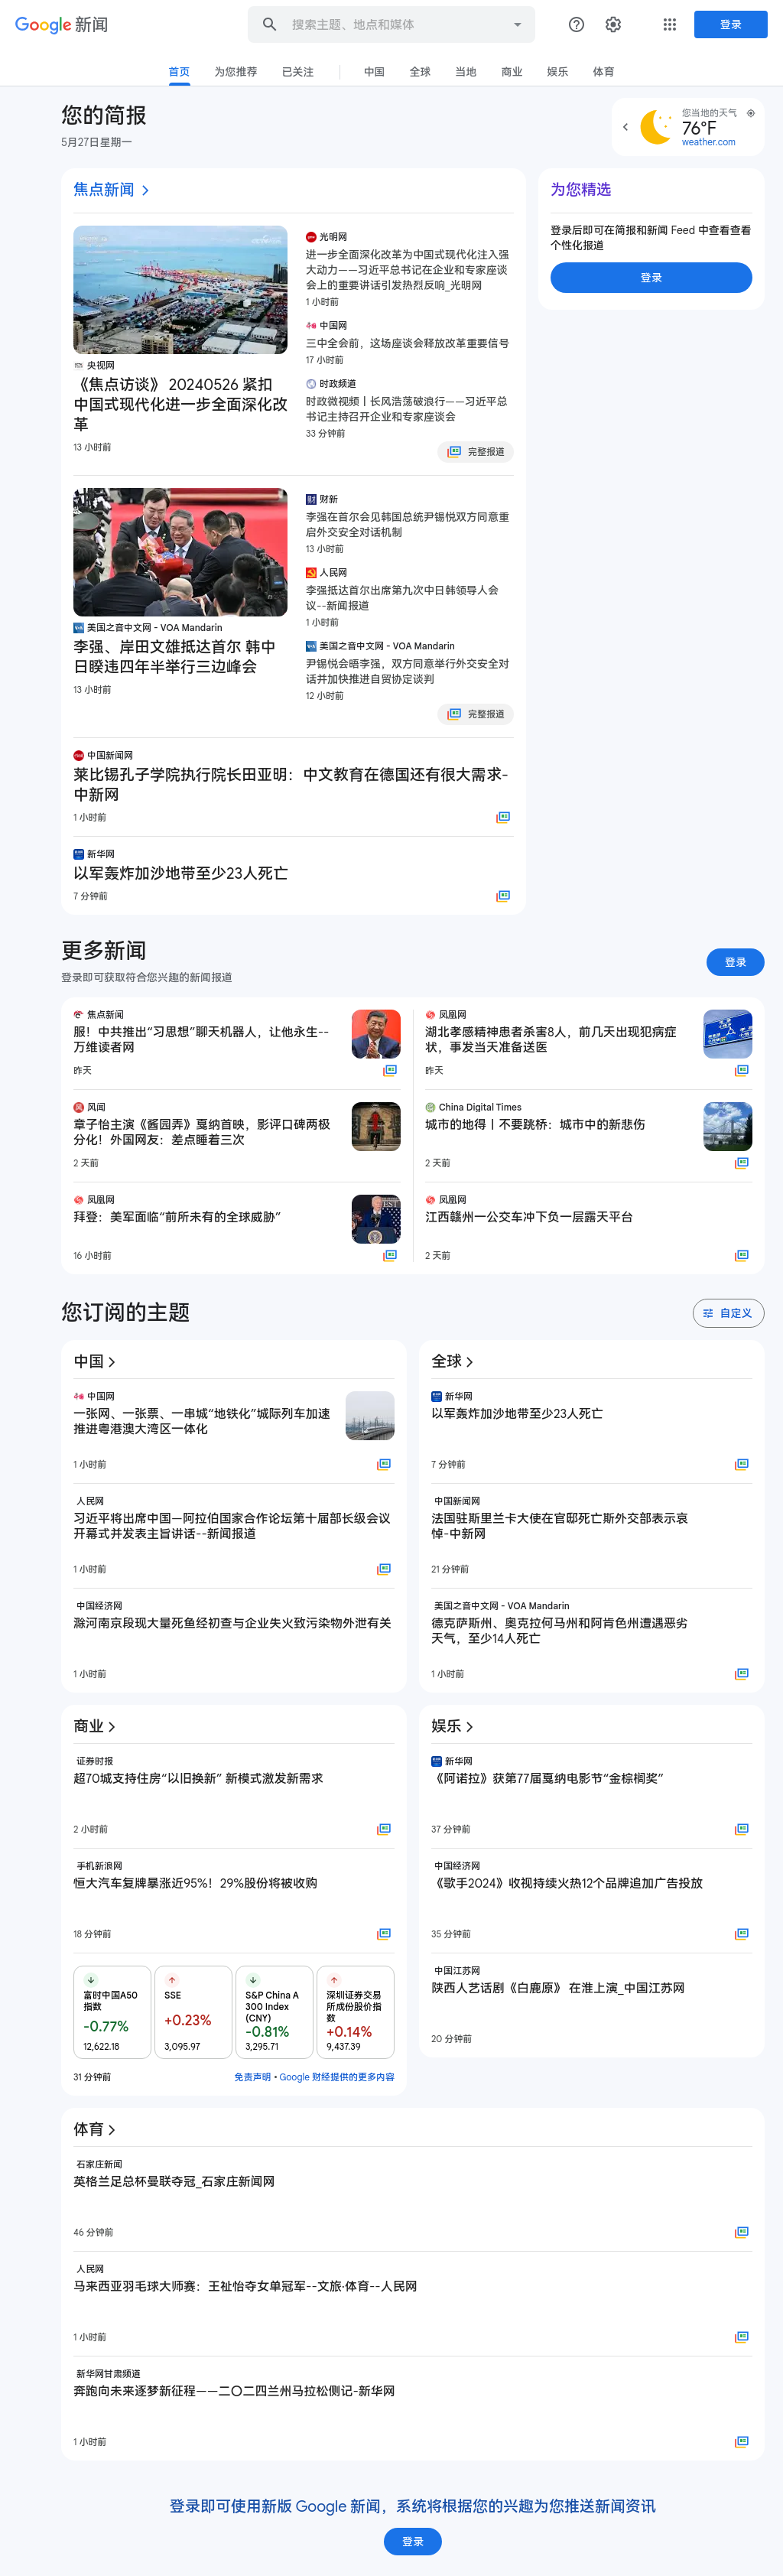 Google 新闻
搜索主题、地点和媒体
登录
首页
为您推荐
已关注
中国
全球
当地
商业
娱乐
体育
您的简报
5月27日星期一
您当地的天气
76°F
weather.com
焦点新闻
央视网
《焦点访谈》 20240526 紧扣
中国式现代化进一步全面深化改
革
13 小时前
光明网
进一步全面深化改革为中国式现代化注入强
大动力——习近平总书记在企业和专家座谈
会上的重要讲话引发热烈反响_光明网
1 小时前
中国网
三中全会前，这场座谈会释放改革重要信号
17 小时前
时政频道
时政微视频丨长风浩荡破浪行——习近平总
书记主持召开企业和专家座谈会
33 分钟前
完整报道
为您精选
登录后即可在简报和新闻 Feed 中查看查看
个性化报道
登录
美国之音中文网 - VOA Mandarin
李强、岸田文雄抵达首尔 韩中
日睽违四年半举行三边峰会
13 小时前
财新
李强在首尔会见韩国总统尹锡悦双方同意重
启外交安全对话机制
13 小时前
人民网
李强抵达首尔出席第九次中日韩领导人会
议--新闻报道
1 小时前
美国之音中文网 - VOA Mandarin
尹锡悦会晤李强，双方同意举行外交安全对
话并加快推进自贸协定谈判
12 小时前
完整报道
中国新闻网
莱比锡孔子学院执行院长田亚明：中文教育在德国还有很大需求-
中新网
1 小时前
新华网
以军轰炸加沙地带至少23人死亡
7 分钟前
更多新闻
登录即可获取符合您兴趣的新闻报道
登录
焦点新闻
服！中共推出“习思想”聊天机器人，让他永生--
万维读者网
昨天
凤凰网
湖北孝感精神患者杀害8人，前几天出现犯病症
状，事发当天准备送医
昨天
风闻
章子怡主演《酱园弄》戛纳首映，影评口碑两极
分化！外国网友：差点睡着三次
2 天前
China Digital Times
城市的地得丨不要跳桥：城市中的新悲伤
2 天前
凤凰网
拜登：美军面临“前所未有的全球威胁”
16 小时前
凤凰网
江西赣州一公交车冲下负一层露天平台
2 天前
您订阅的主题
自定义
中国
中国网
一张网、一张票、一串城“地铁化”城际列车加速
推进粤港澳大湾区一体化
1 小时前
人民网
习近平将出席中国—阿拉伯国家合作论坛第十届部长级会议
开幕式并发表主旨讲话--新闻报道
1 小时前
中国经济网
滁河南京段现大量死鱼经初查与企业失火致污染物外泄有关
1 小时前
全球
新华网
以军轰炸加沙地带至少23人死亡
7 分钟前
中国新闻网
法国驻斯里兰卡大使在官邸死亡斯外交部表示哀
悼-中新网
21 分钟前
美国之音中文网 - VOA Mandarin
德克萨斯州、奥克拉何马州和阿肯色州遭遇恶劣
天气，至少14人死亡
1 小时前
商业
证券时报
超70城支持住房“以旧换新” 新模式激发新需求
2 小时前
手机新浪网
恒大汽车复牌暴涨近95%！29%股份将被收购
18 分钟前
富时中国A50
指数
-0.77%
12,622.18
SSE
+0.23%
3,095.97
S&P China A
300 Index
(CNY)
-0.81%
3,295.71
深圳证券交易
所成份股价指
数
+0.14%
9,437.39
31 分钟前
免责声明 • Google 财经提供的更多内容
娱乐
新华网
《阿诺拉》获第77届戛纳电影节“金棕榈奖”
37 分钟前
中国经济网
《歌手2024》收视持续火热12个品牌追加广告投放
35 分钟前
中国江苏网
陕西人艺话剧《白鹿原》 在淮上演_中国江苏网
20 分钟前
体育
石家庄新闻
英格兰足总杯曼联夺冠_石家庄新闻网
46 分钟前
人民网
马来西亚羽毛球大师赛：王祉怡夺女单冠军--文旅·体育--人民网
1 小时前
新华网甘肃频道
奔跑向未来逐梦新征程——二〇二四兰州马拉松侧记-新华网
1 小时前
登录即可使用新版 Google 新闻，系统将根据您的兴趣为您推送新闻资讯
登录